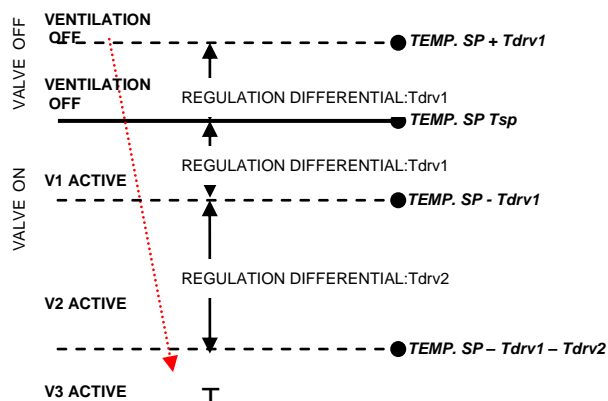 VALVE OFF
VENTILATION
OFF
TEMP. SP + Tdrv1
VENTILATION
OFF
REGULATION DIFFERENTIAL:Tdrv1
TEMP. SP Tsp
REGULATION DIFFERENTIAL:Tdrv1
VALVE ON
V1 ACTIVE
TEMP. SP - Tdrv1
REGULATION DIFFERENTIAL:Tdrv2
V2 ACTIVE
TEMP. SP – Tdrv1 – Tdrv2
V3 ACTIVE